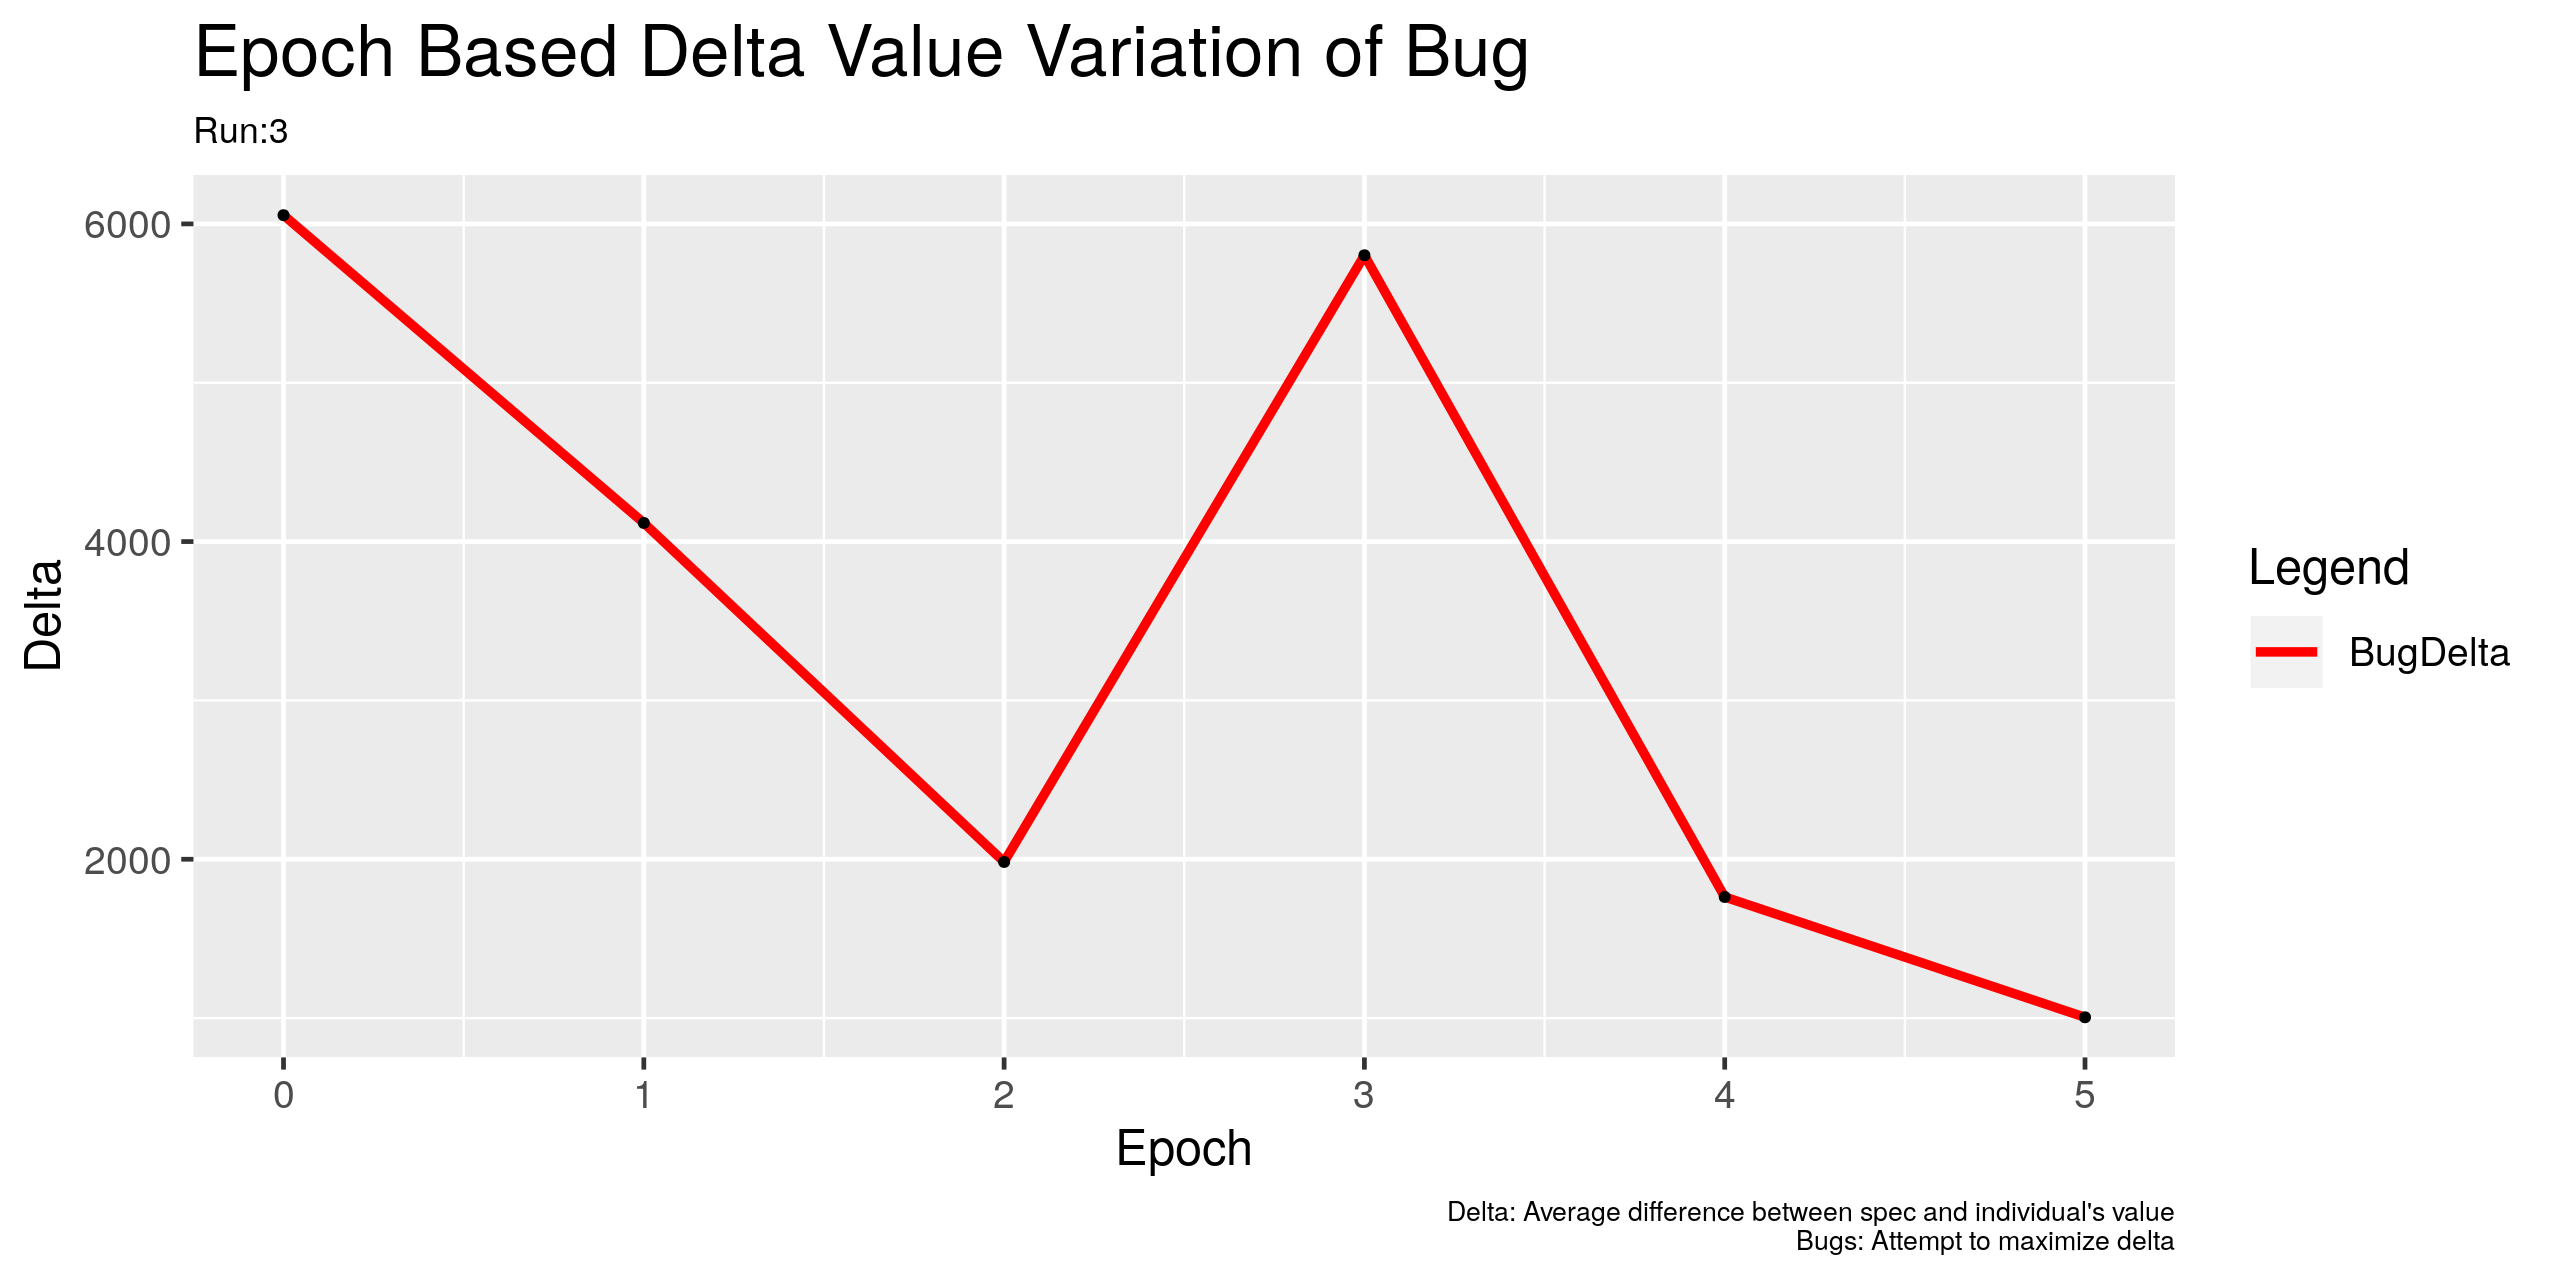 Epoch Based Delta Value Variation of Bug
Run:3
6000
4000
2000
Delta
0 1 2 3 4 5
Epoch
Legend
BugDelta
Delta: Average difference between spec and individual's value
Bugs: Attempt to maximize delta